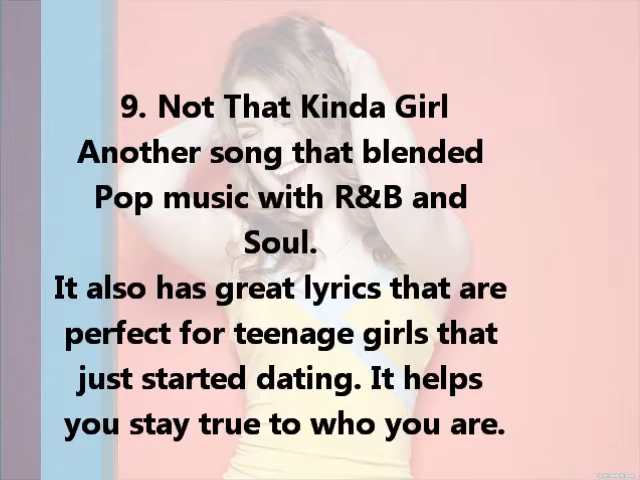 9. Not That Kinda Girl
Another song that blended
Pop music with R&B and
Soul.
It also has great lyrics that are
perfect for teenage girls that
just started dating. It helps
you stay true to who you are.